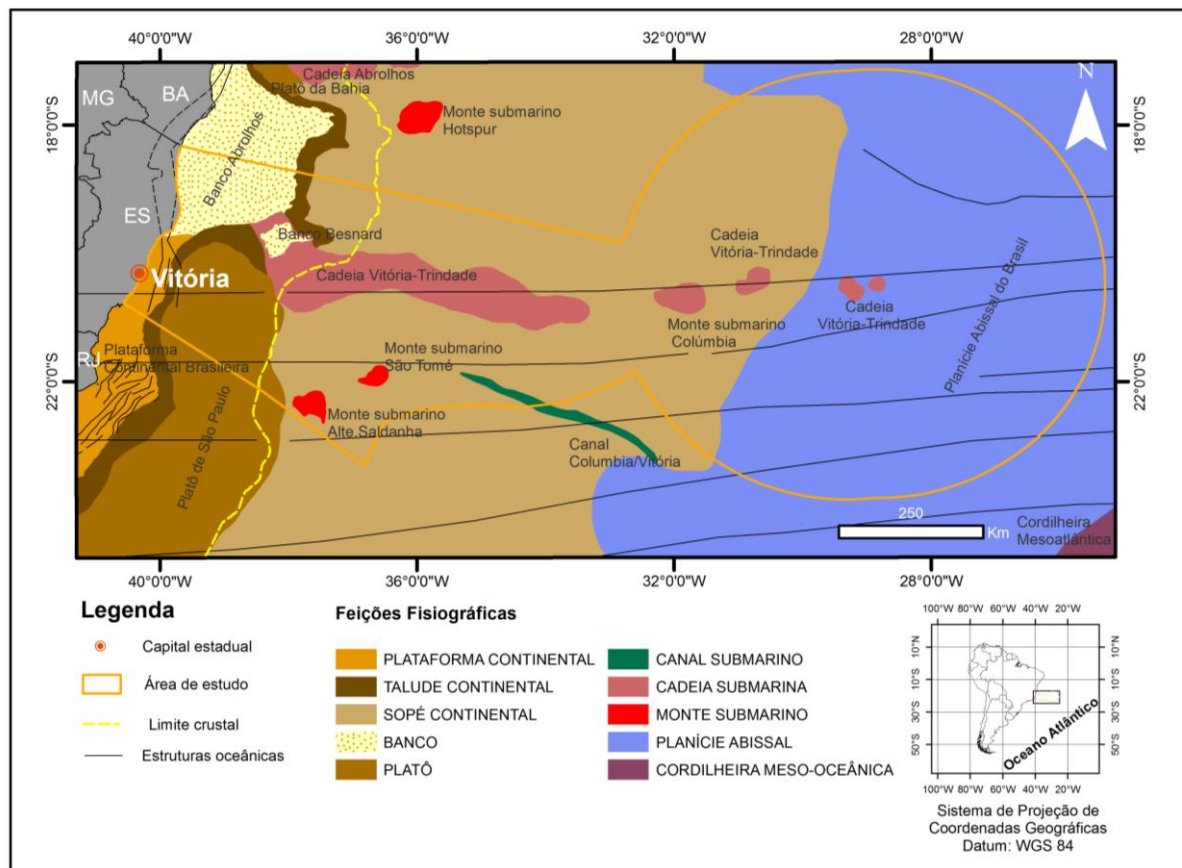 40°0'0"W
36°0'0"W
32°0'0"W
28°0'0"W
18°0'0"S
22°0'0"S
18°0'0"S
22°0'0"S
MG
BA
ES
RJ
Vitória
N
Cadeia Abrolhos
Platô da Bahia
Monte submarino
Hotspur
Banco Abrolhos
Banco Besnard
Cadeia Vitória-Trindade
Cadeia
Vitória-Trindade
Monte submarino
Colúmbia
Cadeia
Vitória-Trindade
Planície Abissal do Brasil
Plataforma
Continental Brasileira
Monte submarino
São Tomé
Monte submarino
Alte Saldanha
Platô de São Paulo
Canal
Columbia/Vitória
250
Km
Cordilheira
Mesoatlântica
40°0'0"W
36°0'0"W
32°0'0"W
28°0'0"W
Legenda
Capital estadual
Área de estudo
Limite crustal
Estruturas oceânicas
Feições Fisiográficas
PLATAFORMA CONTINENTAL
TALUDE CONTINENTAL
SOPÉ CONTINENTAL
BANCO
PLATÔ
CANAL SUBMARINO
CADEIA SUBMARINA
MONTE SUBMARINO
PLANÍCIE ABISSAL
CORDILHEIRA MESO-OCEÂNICA
100°W 80°W 60°W 40°W 20°W
10°N
10°S
30°S
50°S
10°N
10°S
30°S
50°S
Oceano Atlântico
100°W 80°W 60°W 40°W 20°W
Sistema de Projeção de
Coordenadas Geográficas
Datum: WGS 84